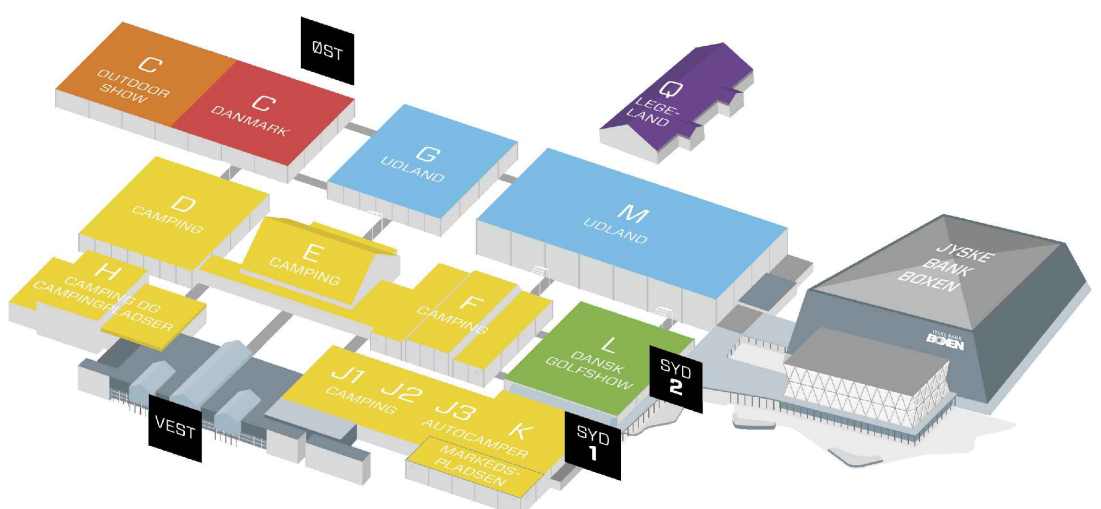 ØST
C
OUTDOOR
SHOW
C
DANMARK
G
UDLAND
Q
LEGE-
LAND
M
UDLAND
D
CAMPING
E
CAMPING
H
CAMPING OG
CAMPINGPLADSER
F
CAMPING
L
DANSK
GOLFSHOW
JYSKE
BANK
BOXEN
BOXEN
J1 J2 J3 K
CAMPING
AUTOCAMPER
MARKEDS-
PLADSEN
SYD
2
SYD
1
VEST